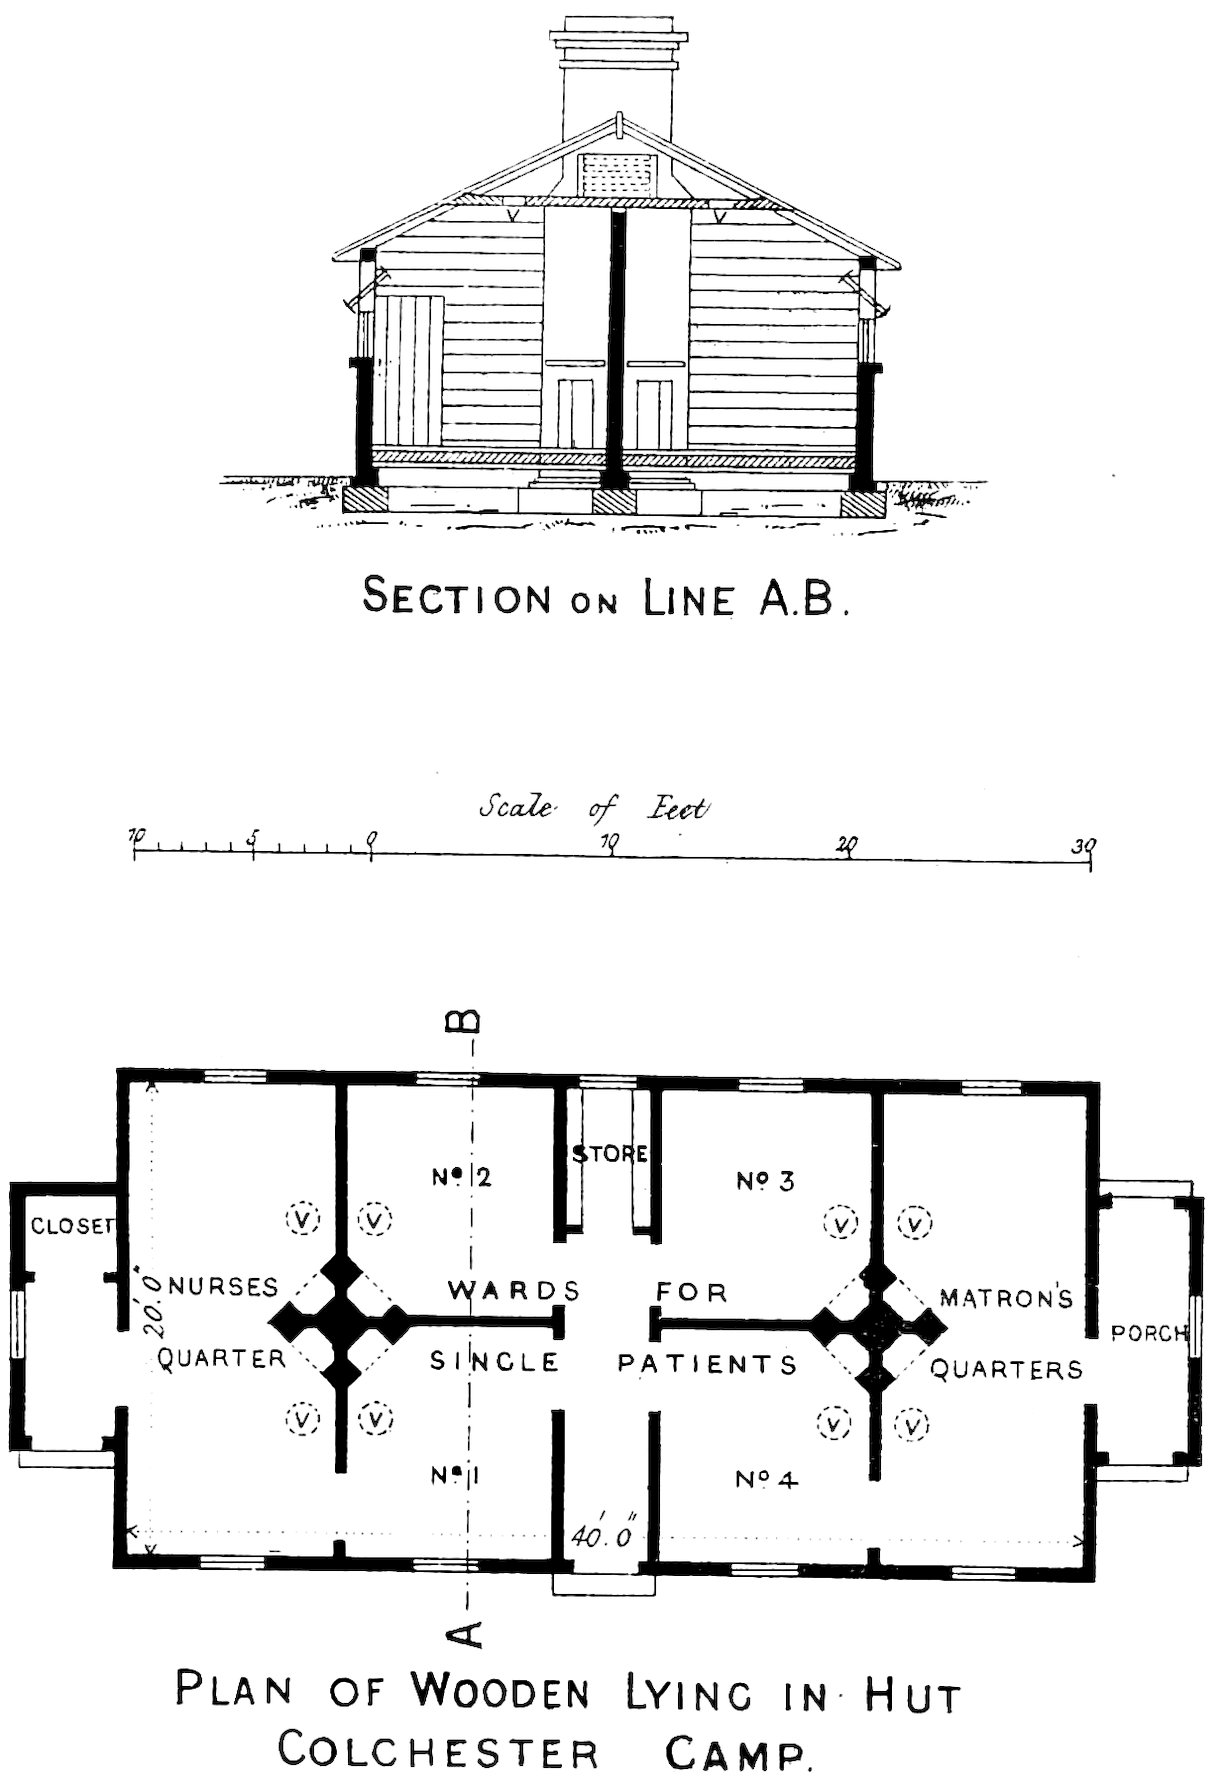 V V
SECTION ON LINE A.B.
Scale of Feet
10 5 0 10 20 30
B
STORE
No 2
No 3
CLOSET
V V V V
NURSES
WARDS FOR
MATRON'S
20'.0"
PORCH
QUARTER
SINGLE PATIENTS
QUARTERS
V V V V
No 1
No 4
40'.0"
A
PLAN OF WOODEN LYING IN HUT
COLCHESTER CAMP.